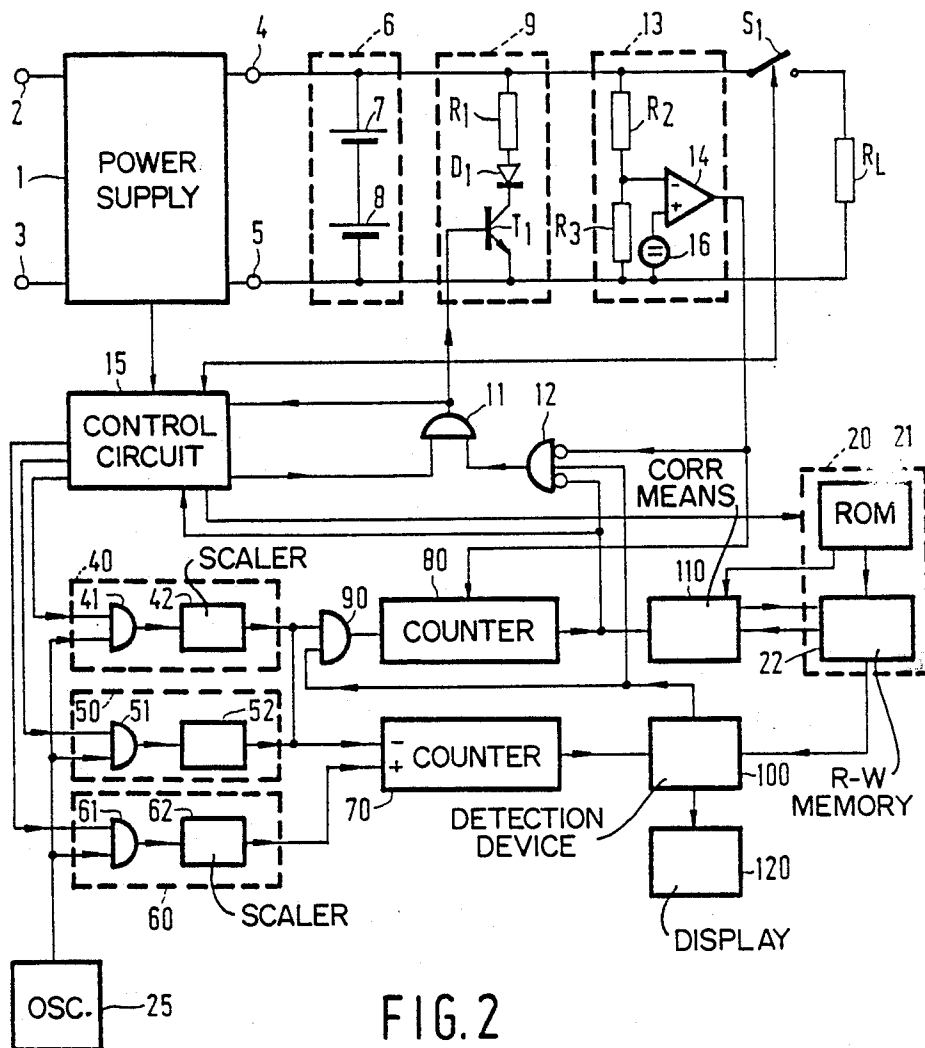 4
6
9
13
S1
2
POWER
SUPPLY
1
7
8
R1
D1
T1
R2
R3
14
-
+
16
RL
3
5
15
CONTROL
CIRCUIT
11
12
CORR
MEANS
20
21
ROM
SCALER
40
41
42
80
90
COUNTER
110
22
50
51
52
-
+
COUNTER
70
100
R-W
MEMORY
61
62
DETECTION
DEVICE
60
SCALER
120
DISPLAY
OSC.
25
FIG. 2